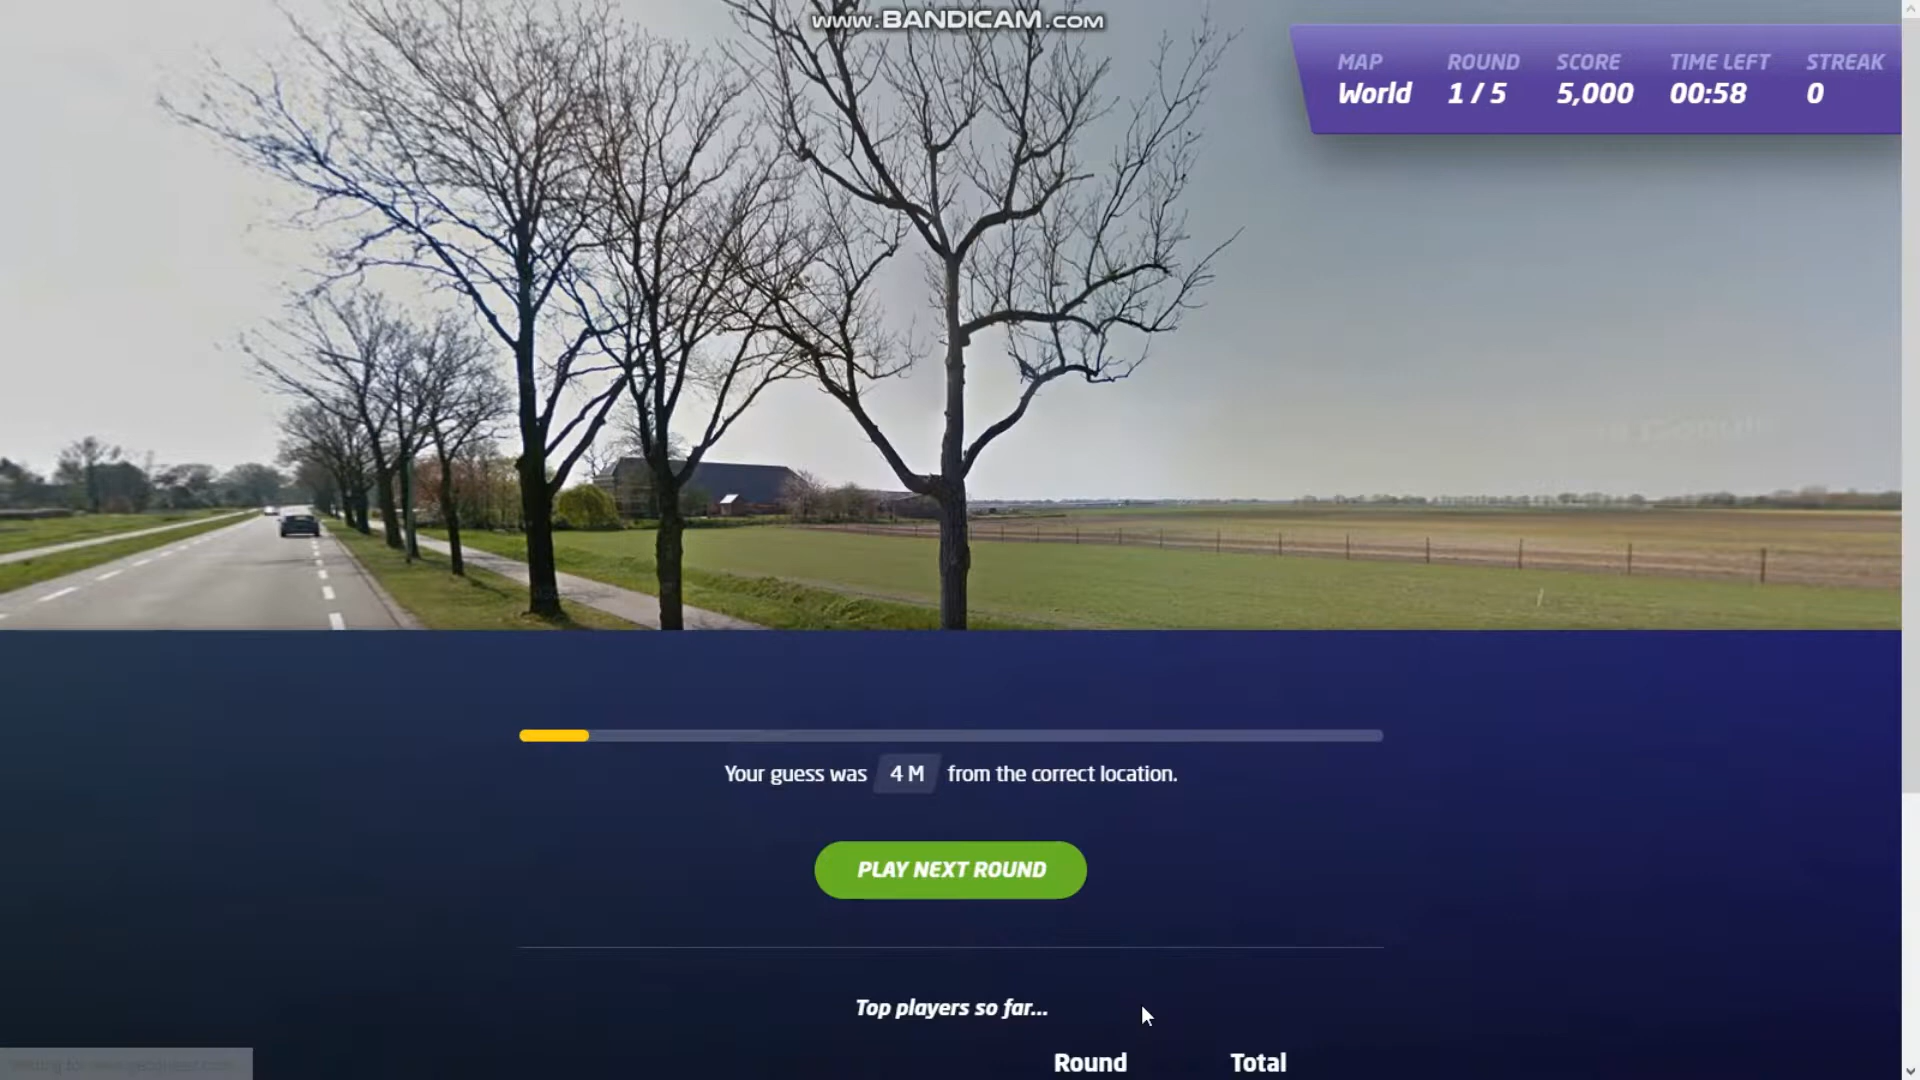 www.BANDICAM.com
MAP ROUND SCORE TIME LEFT STREAK
World 1 / 5 5,000 00:58 0
Your guess was 4 M from the correct location.
PLAY NEXT ROUND
Top players so far...
Round Total